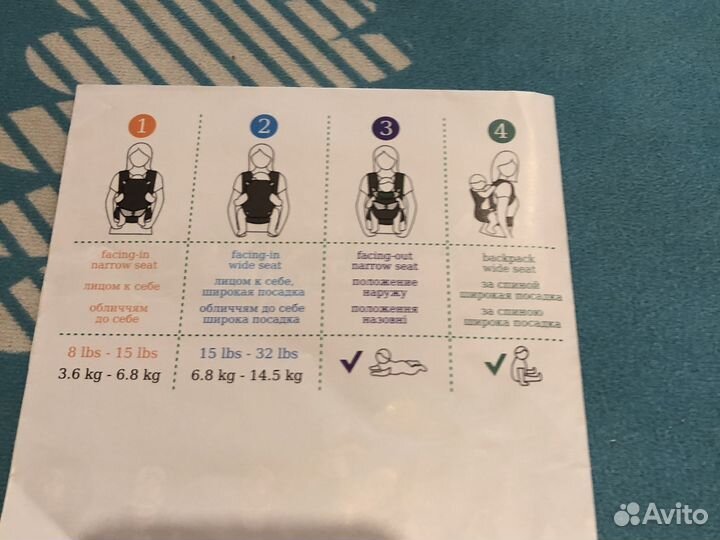 1 2 3 4
facing-in
narrow seat
facing-in
wide seat
facing-out
narrow seat
backpack
wide seat
лицом к себе
лицом к себе,
широкая посадка
положение
наружу
за спиной
широкая посадка
обличчям
до себе
обличчям до себе
широка посадка
положення
назовні
за спиною
широка посадка
8 lbs - 15 lbs
3.6 kg - 6.8 kg
15 lbs - 32 lbs
6.8 kg - 14.5 kg
Avito